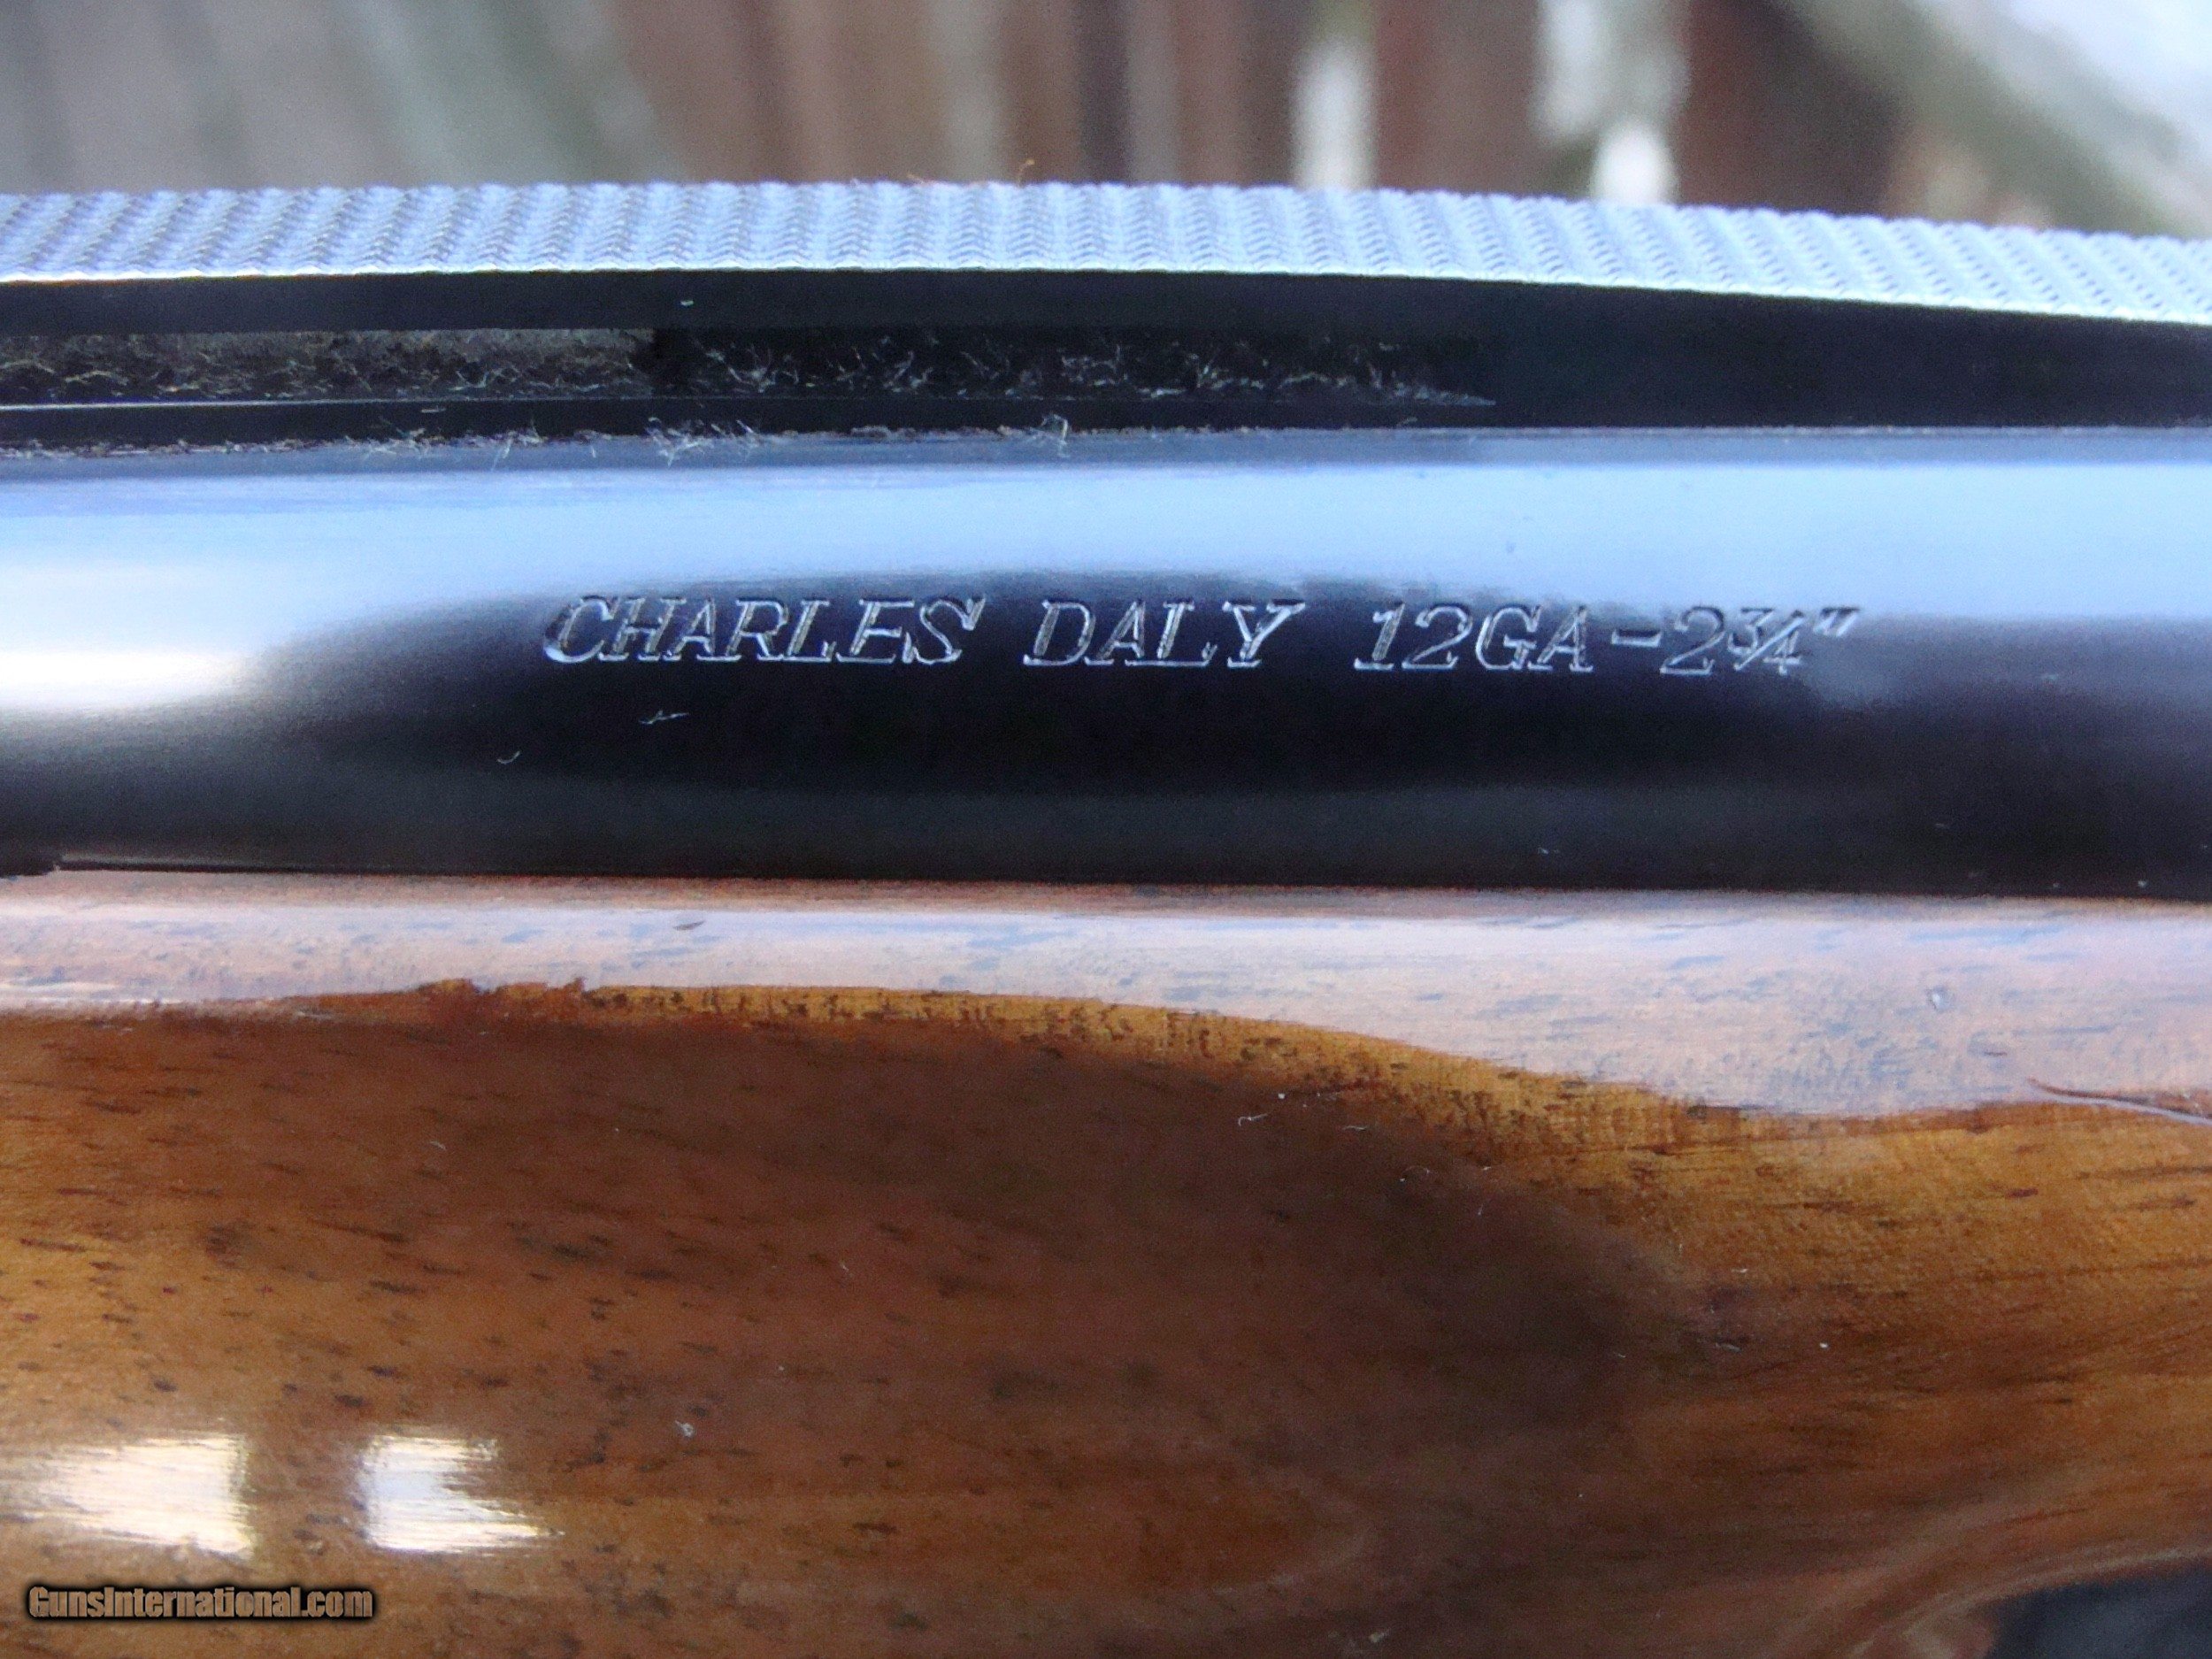 CHARLES DALY 12GA-2¾"
GunsInternational.com